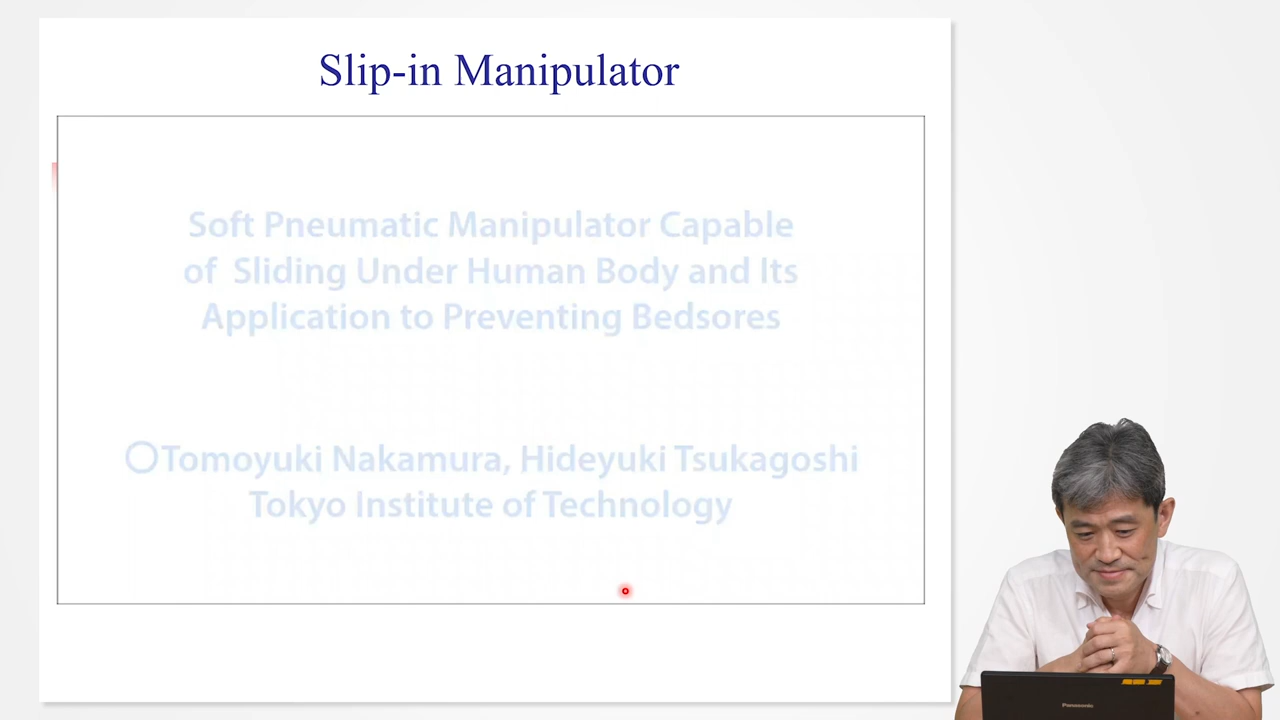 Slip-in Manipulator
Soft Pneumatic Manipulator Capable
of Sliding Under Human Body and Its
Application to Preventing Bedsores
○Tomoyuki Nakamura, Hideyuki Tsukagoshi
Tokyo Institute of Technology
Panasonic